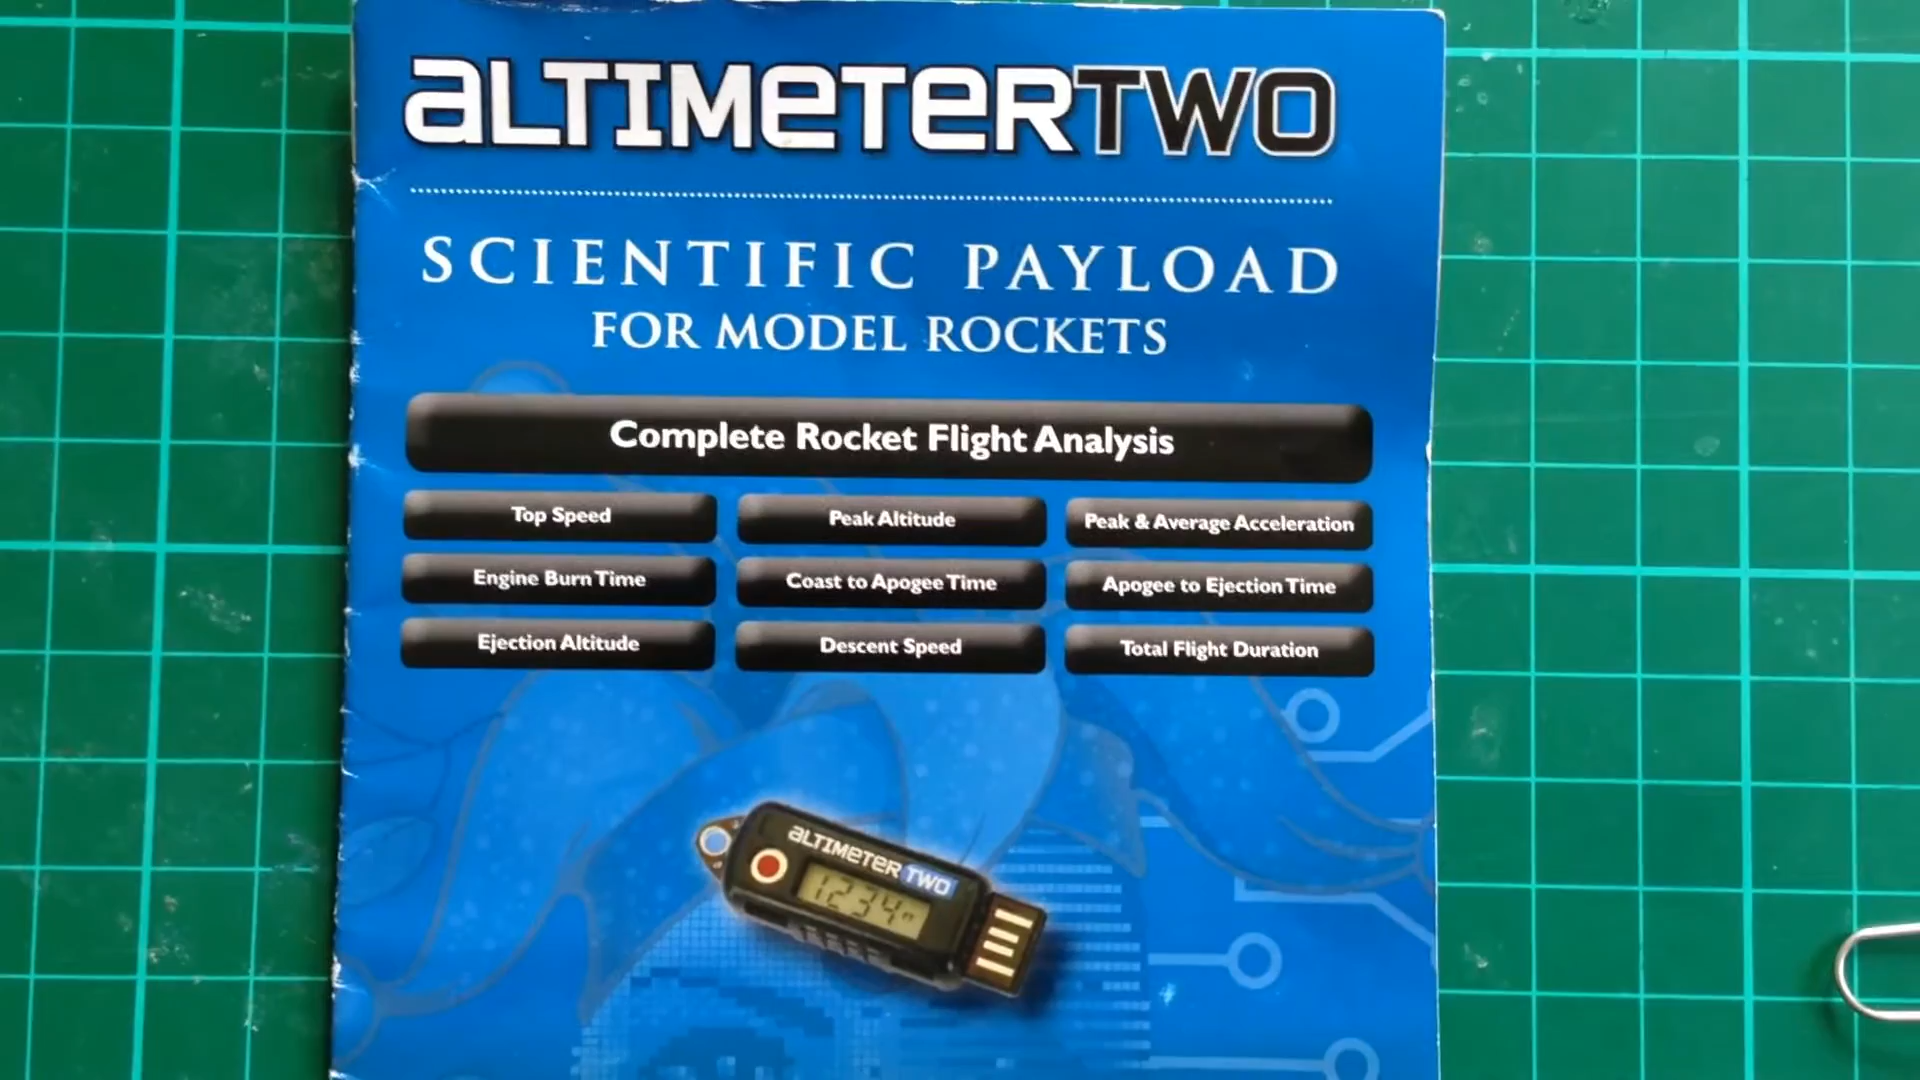 aLTIMeTeRTWO
SCIENTIFIC PAYLOAD
FOR MODEL ROCKETS
Complete Rocket Flight Analysis
Top Speed
Peak Altitude
Peak & Average Acceleration
Engine Burn Time
Coast to Apogee Time
Apogee to Ejection Time
Ejection Altitude
Descent Speed
Total Flight Duration
aLTIMeTeR TWO
1234